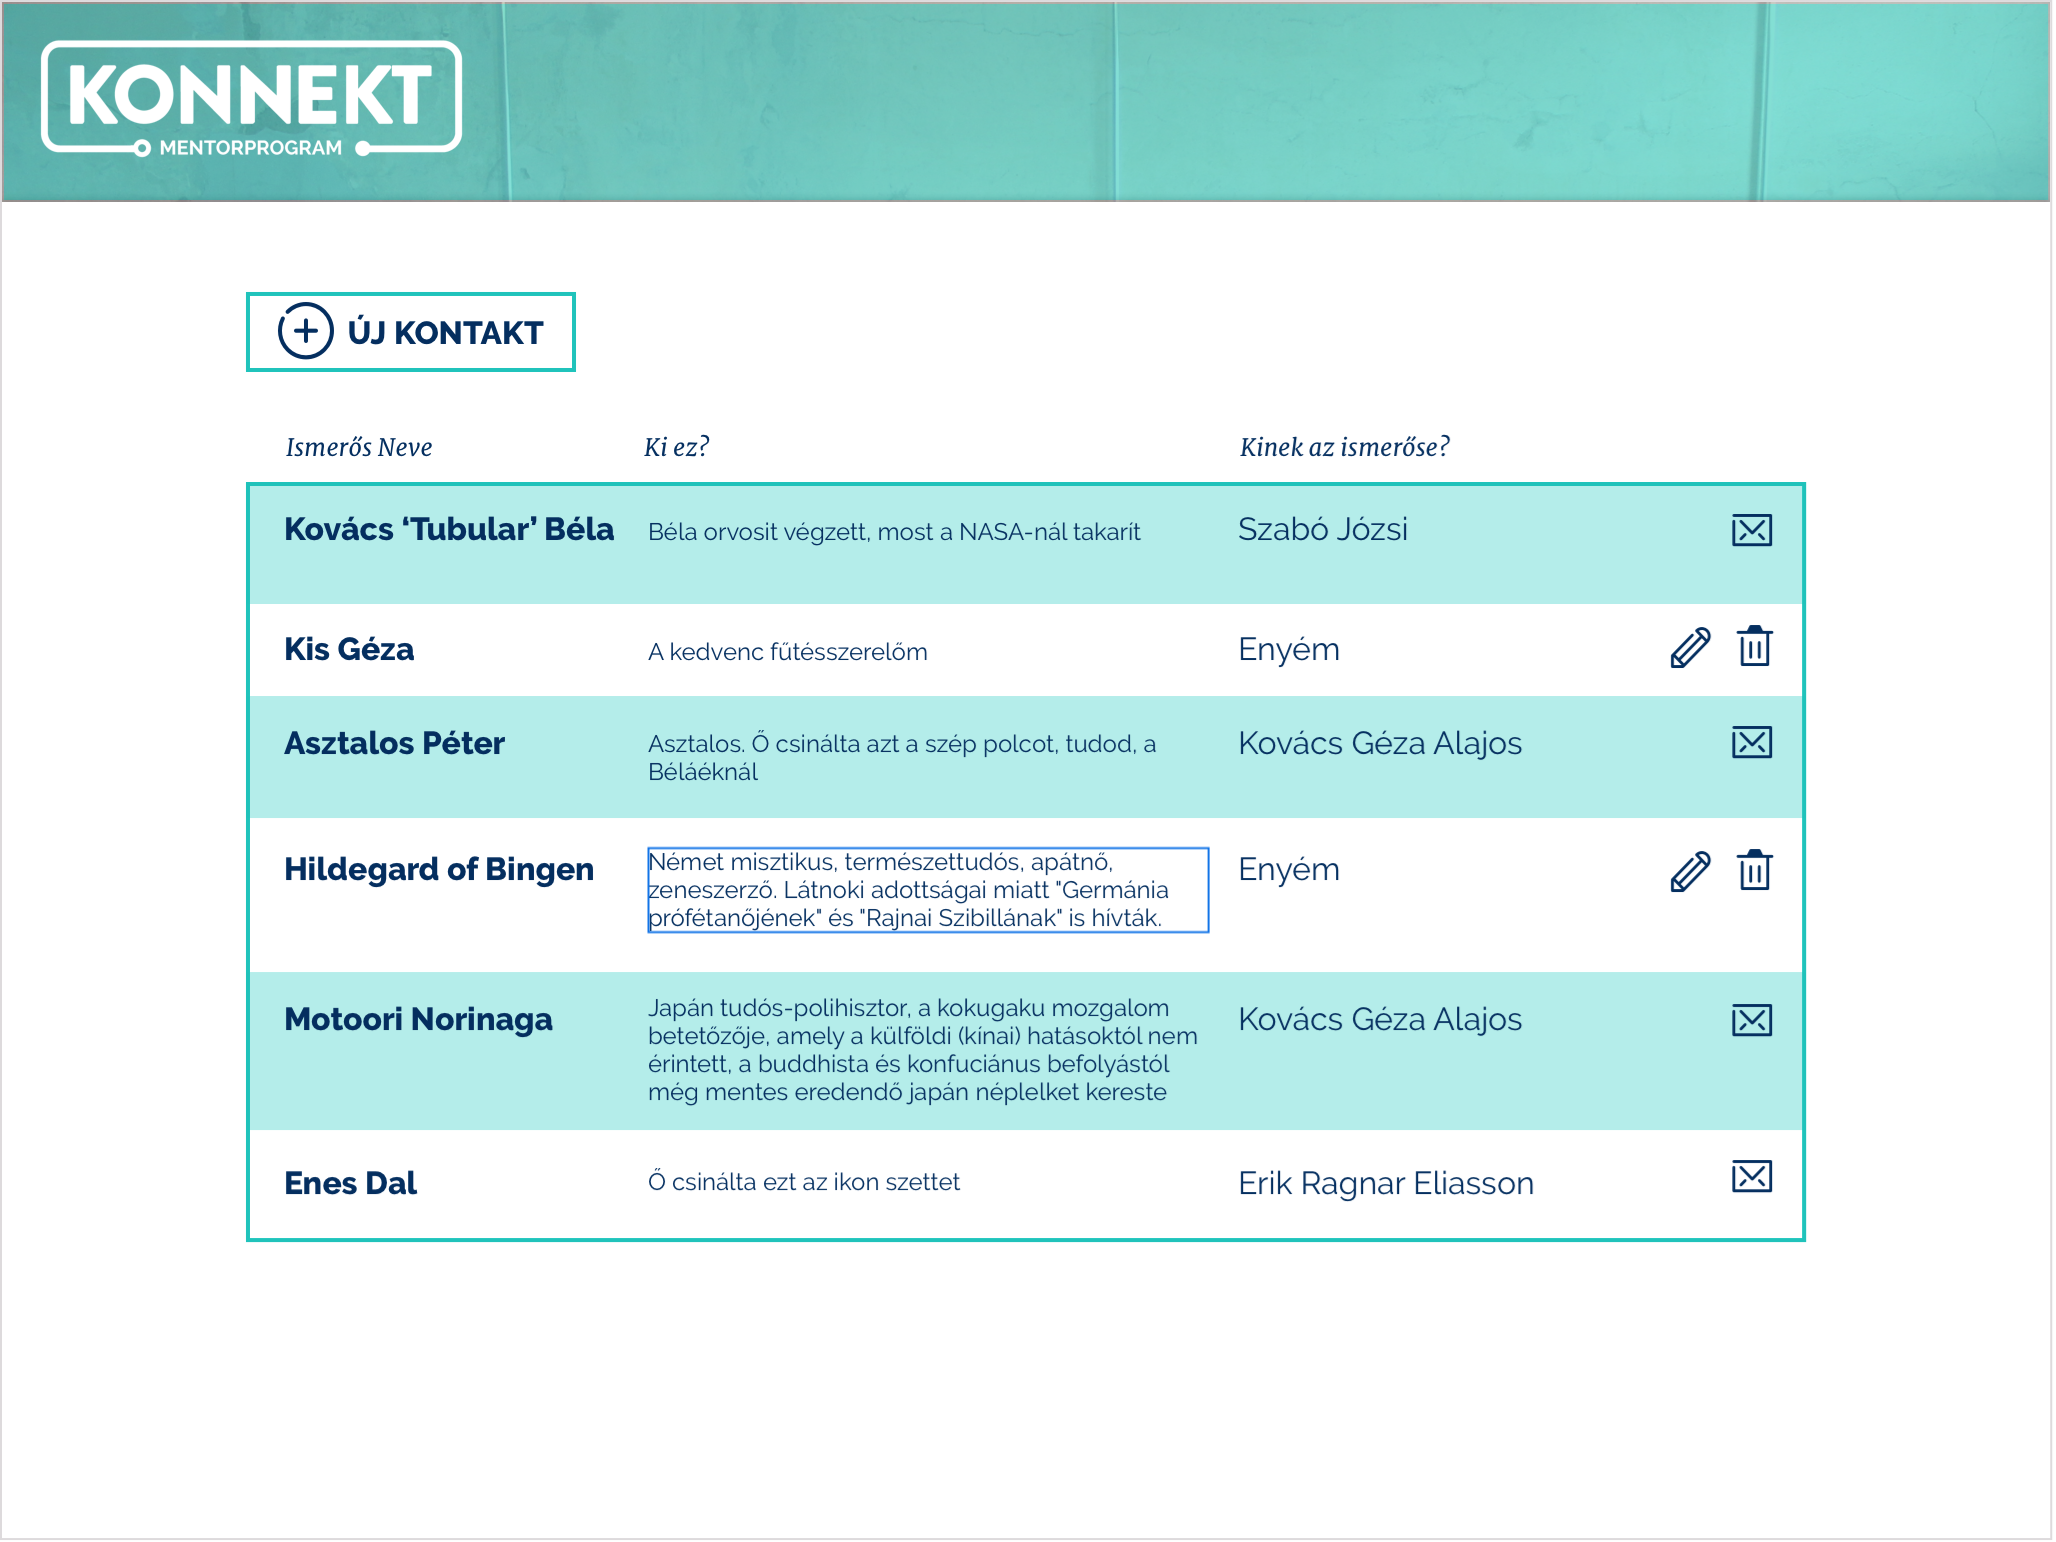 KONNEKT
MENTORPROGRAM
ÚJ KONTAKT
Ismerős Neve Ki ez? Kinek az ismerőse?
Kovács ‘Tubular’ Béla Béla orvosit végzett, most a NASA-nál takarít Szabó Józsi
Kis Géza A kedvenc fűtésszerelőm Enyém
Asztalos Péter Asztalos. Ő csinálta azt a szép polcot, tudod, a Kovács Géza Alajos
Béláéknál
Hildegard of Bingen Német misztikus, természettudós, apátnő, Enyém
zeneszerző. Látnoki adottságai miatt "Germánia
prófétanőjének" és "Rajnai Szibillának" is hívták.
Motoori Norinaga Japán tudós-polihisztor, a kokugaku mozgalom Kovács Géza Alajos
betetőzője, amely a külföldi (kínai) hatásoktól nem
érintett, a buddhista és konfuciánus befolyástól
még mentes eredendő japán néplelket kereste
Enes Dal Ő csinálta ezt az ikon szettet Erik Ragnar Eliasson